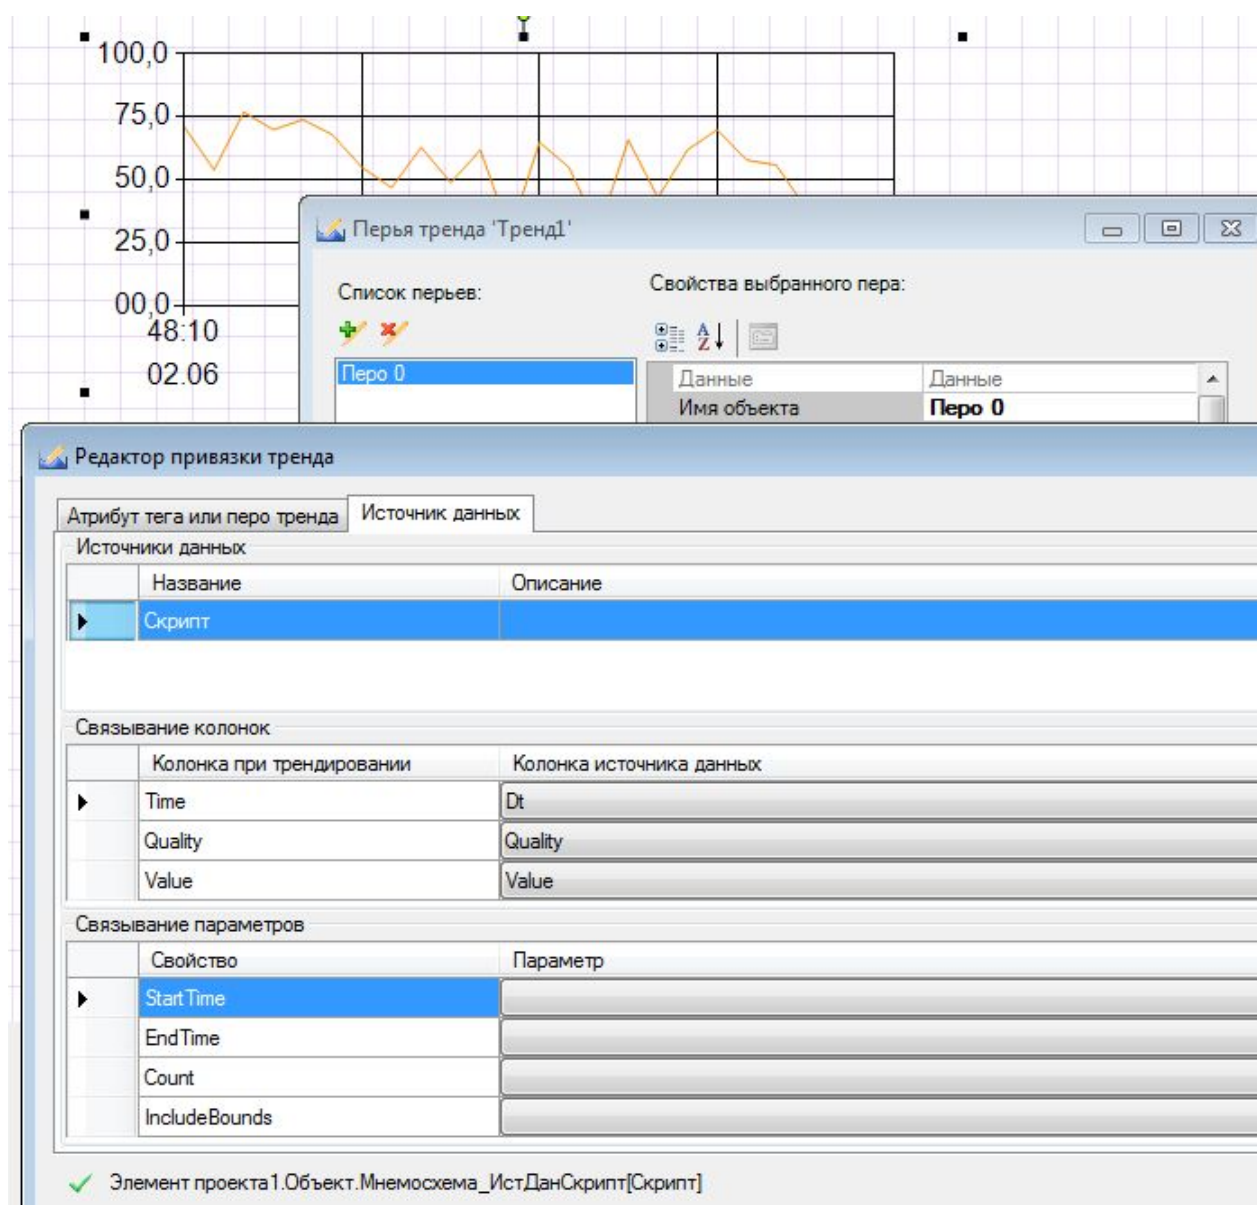 100,0
75,0
50,0
25,0
00,0
48:10
02.06
Перья тренда 'Тренд1'
Список перьев:
Свойства выбранного пера:
Перо 0
Данные Данные
Имя объекта Перо 0
Редактор привязки тренда
Атрибут тега или перо тренда Источник данных
Источники данных
Название Описание
Скрипт
Связывание колонок
Колонка при трендировании Колонка источника данных
Time Dt
Quality Quality
Value Value
Связывание параметров
Свойство Параметр
StartTime
EndTime
Count
IncludeBounds
Элемент проекта1.Объект.Мнемосхема_ИстДанСкрипт[Скрипт]